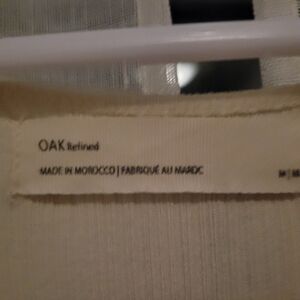 OAK Refined
MADE IN MOROCCO | FABRIQUÉ AU MAROC